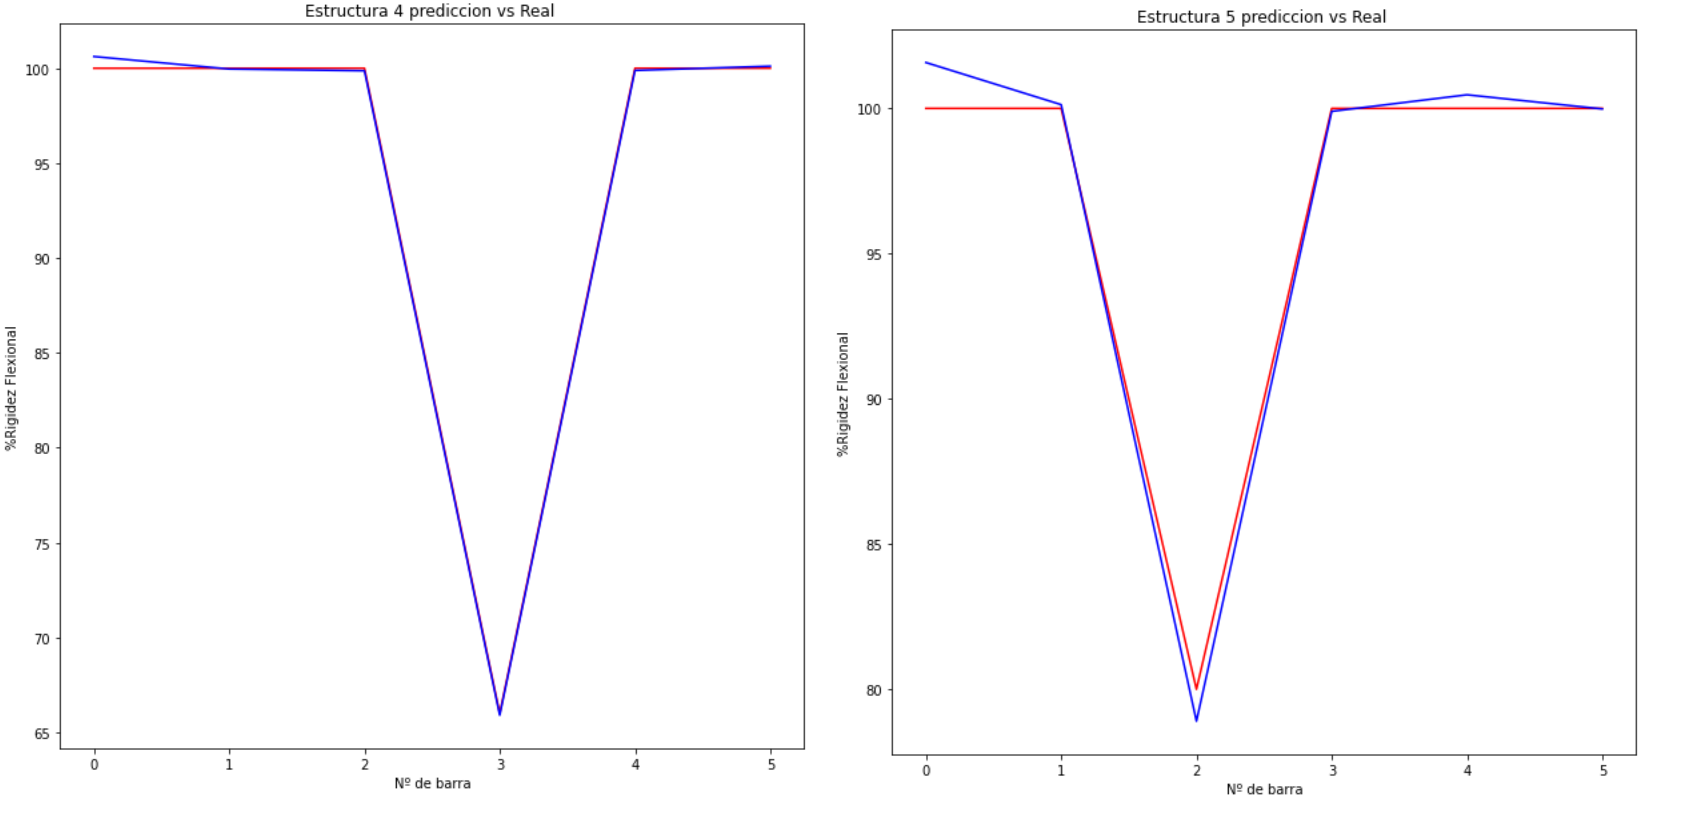 Estructura 4 prediccion vs Real
100
95
90
85
80
75
70
65
%Rigidez Flexional
0 1 2 3 4 5
Nº de barra
Estructura 5 prediccion vs Real
100
95
90
85
80
%Rigidez Flexional
0 1 2 3 4 5
Nº de barra